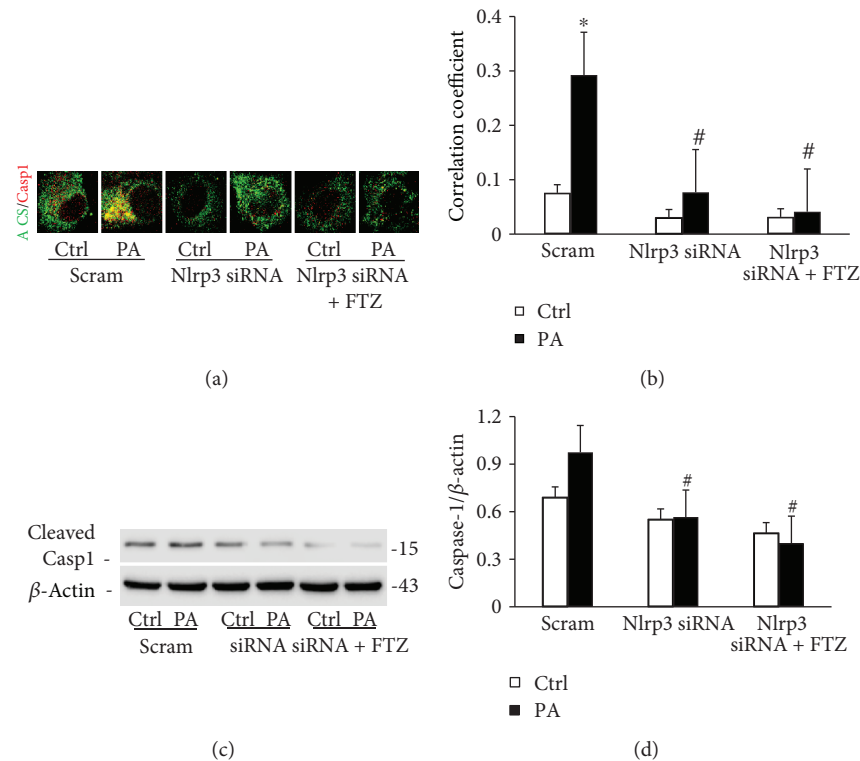 A CS/Casp1
Ctrl PA Ctrl PA Ctrl PA
Scram Nlrp3 siRNA Nlrp3 siRNA
+ FTZ
(a)
Correlation coefficient
0.4
0.3
0.2
0.1
0
*
#
#
Scram Nlrp3 siRNA Nlrp3
siRNA + FTZ
Ctrl
PA
(b)
Cleaved
Casp1 -
-15
β-Actin -
-43
Ctrl PA Ctrl PA Ctrl PA
Scram siRNA siRNA + FTZ
(c)
Caspase-1/β-actin
1.2
0.9
0.6
0.3
0
#
#
Scram Nlrp3 siRNA Nlrp3
siRNA + FTZ
Ctrl
PA
(d)